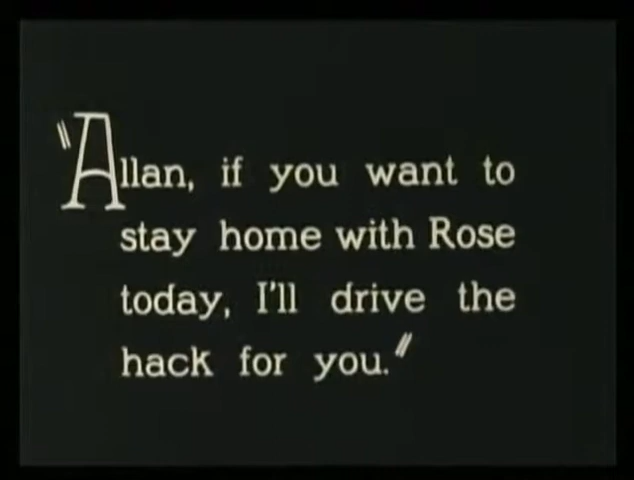 "Allan, if you want to
stay home with Rose
today, I'll drive the
hack for you."